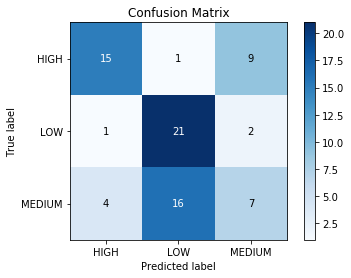 Confusion Matrix
HIGH 15 1 9
LOW 1 21 2
MEDIUM 4 16 7
HIGH LOW MEDIUM
Predicted label
True label
20.0
17.5
15.0
12.5
10.0
7.5
5.0
2.5